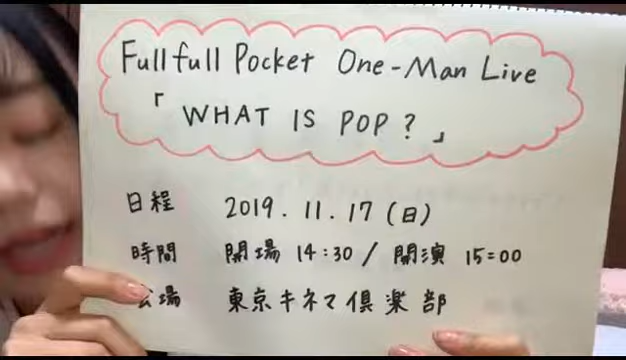 Fullfull Pocket One-Man Live
「WHAT IS POP?」
日程 2019.11.17(日)
時間 開場 14:30 / 開演 15:00
会場 東京キネマ倶楽部